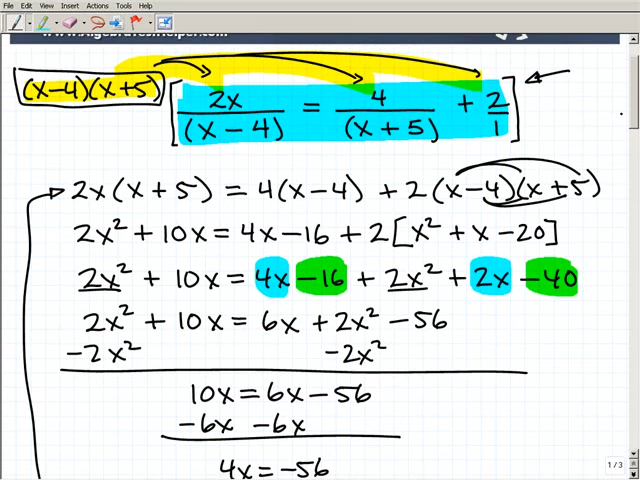 File Edit View Insert Actions Tools Help
(x-4)(x+5) [ 2x/(x-4) = 4/(x+5) + 2/1 ]
2x(x+5) = 4(x-4) + 2(x-4)(x+5)
2x² + 10x = 4x - 16 + 2[x² + x - 20]
2x² + 10x = 4x - 16 + 2x² + 2x - 40
2x² + 10x = 6x + 2x² - 56
-2x² -2x²
10x = 6x - 56
-6x -6x
4x = -56
1/3